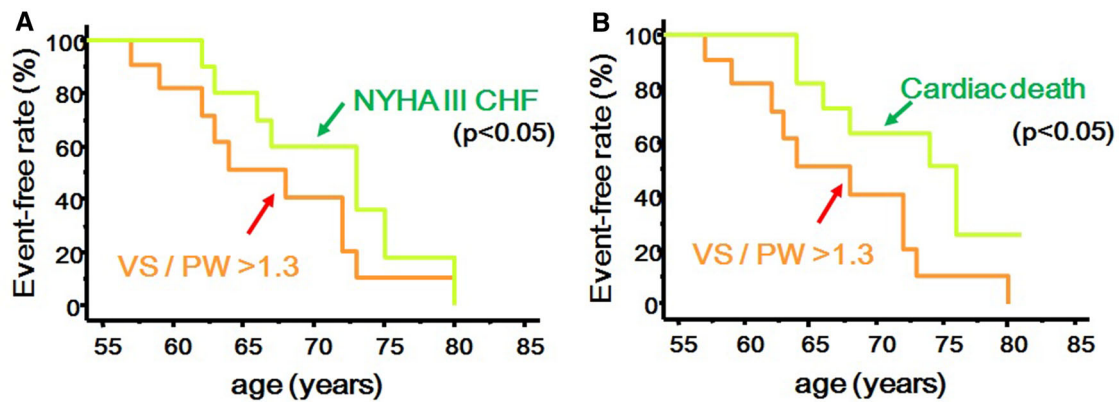 A
Event-free rate (%)
100
80
60
40
20
0
NYHA III CHF
(p<0.05)
VS / PW >1.3
55 60 65 70 75 80 85
age (years)
B
Event-free rate (%)
100
80
60
40
20
0
Cardiac death
(p<0.05)
VS / PW >1.3
55 60 65 70 75 80 85
age (years)